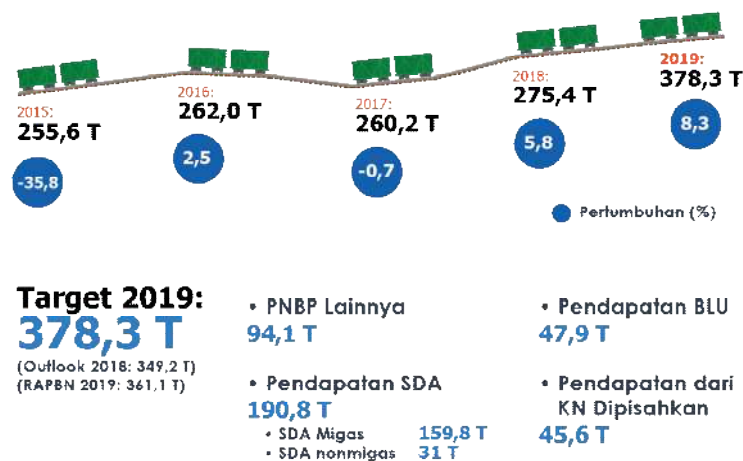 2015:
255,6 T
-35,8
2016:
262,0 T
2,5
2017:
260,2 T
-0,7
2018:
275,4 T
5,8
2019:
378,3 T
8,3
Pertumbuhan (%)
Target 2019:
378,3 T
(Outlook 2018: 349,2 T)
(RAPBN 2019: 361,1 T)
• PNBP Lainnya
94,1 T
• Pendapatan SDA
190,8 T
• SDA Migas 159,8 T
• SDA nonmigas 31 T
• Pendapatan BLU
47,9 T
• Pendapatan dari
KN Dipisahkan
45,6 T